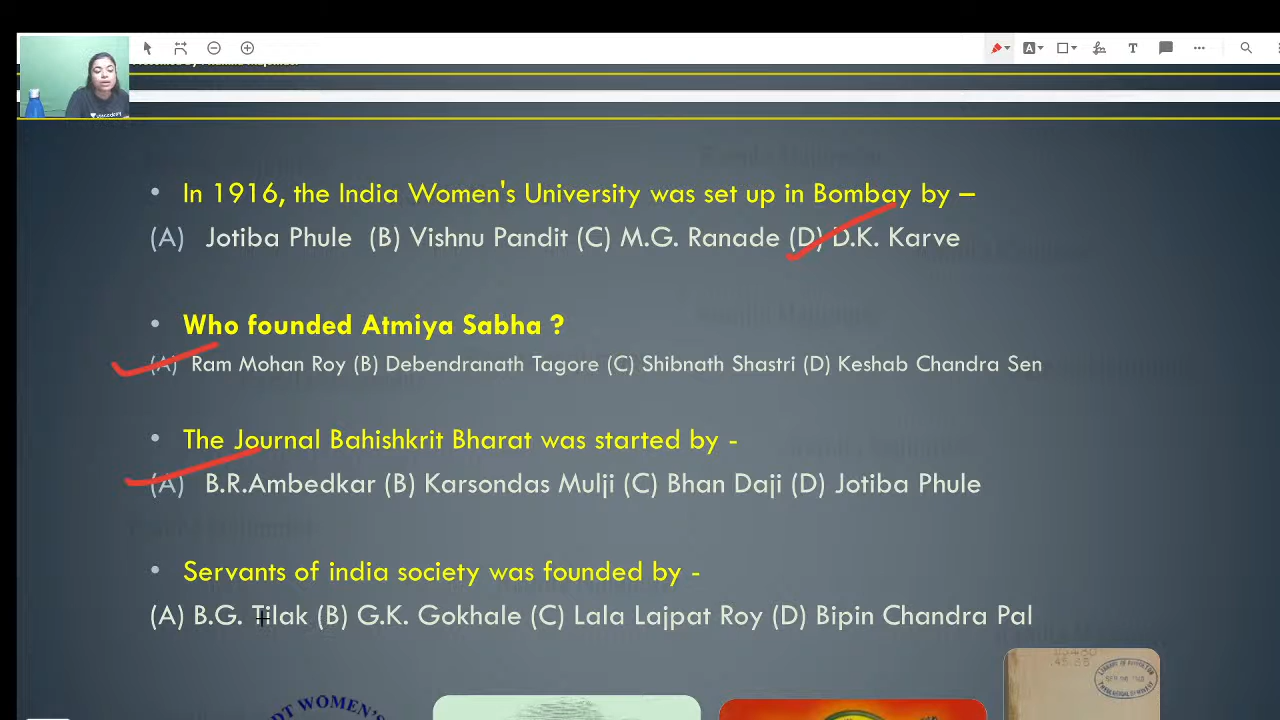 • In 1916, the India Women's University was set up in Bombay by –
(A) Jotiba Phule (B) Vishnu Pandit (C) M.G. Ranade (D) D.K. Karve
• Who founded Atmiya Sabha ?
(A) Ram Mohan Roy (B) Debendranath Tagore (C) Shibnath Shastri (D) Keshab Chandra Sen
• The Journal Bahishkrit Bharat was started by -
(A) B.R.Ambedkar (B) Karsondas Mulji (C) Bhan Daji (D) Jotiba Phule
• Servants of india society was founded by -
(A) B.G. Tilak (B) G.K. Gokhale (C) Lala Lajpat Roy (D) Bipin Chandra Pal
DT WOMEN'S